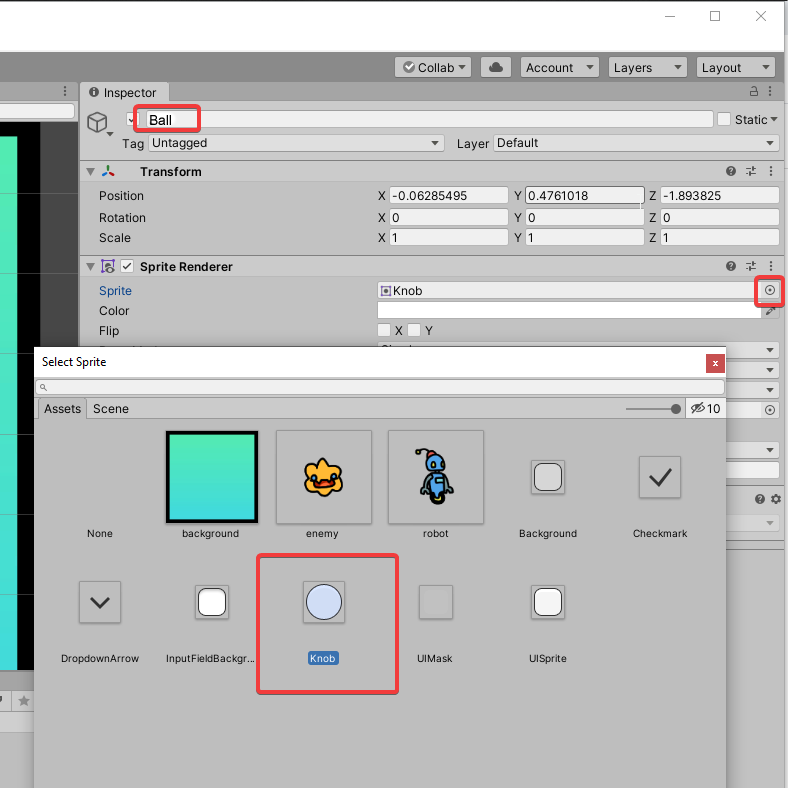 Collab Account Layers Layout
Inspector
Ball Static
Tag Untagged Layer Default
Transform
Position X -0.06285495 Y 0.4761018 Z -1.893825
Rotation X 0 Y 0 Z 0
Scale X 1 Y 1 Z 1
Sprite Renderer
Sprite Knob
Color
Flip X Y
Select Sprite
Assets Scene 10
None background enemy robot Background Checkmark
DropdownArrow InputFieldBackgr... Knob UIMask UISprite